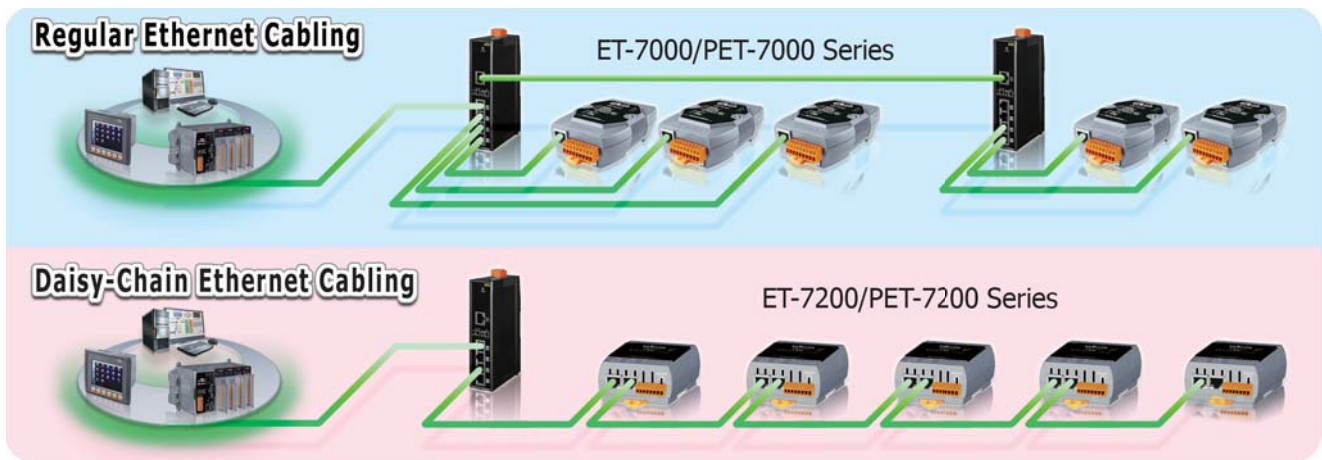 Regular Ethernet Cabling
ET-7000/PET-7000 Series
Daisy-Chain Ethernet Cabling
ET-7200/PET-7200 Series